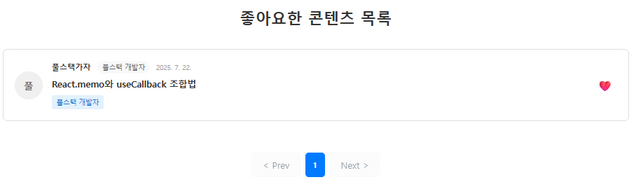 좋아요한 콘텐츠 목록
풀
풀스택가자 풀스택 개발자 2025. 7. 22.
React.memo와 useCallback 조합법
풀스택 개발자
< Prev 1 Next >